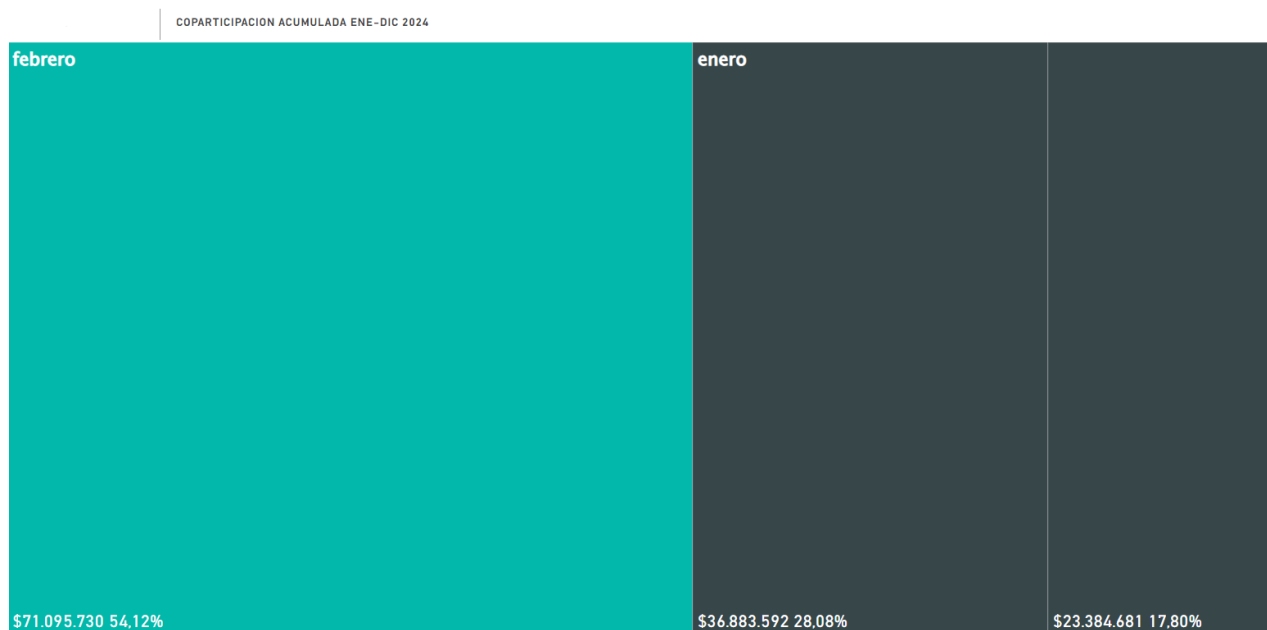 COPARTICIPACION ACUMULADA ENE-DIC 2024
febrero
enero
$71.095.730 54,12%
$36.883.592 28,08%
$23.384.681 17,80%